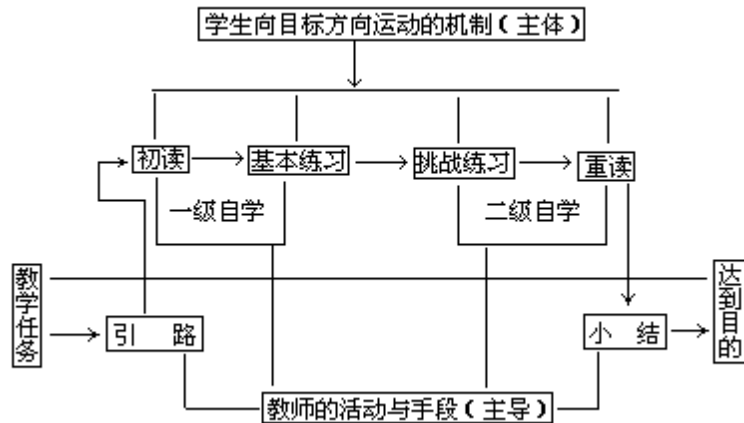 学生向目标方向运动的机制(主体)
初读
基本练习
挑战练习
重读
一级自学
二级自学
教学任务
达到目的
引 路
小 结
教师的活动与手段(主导)